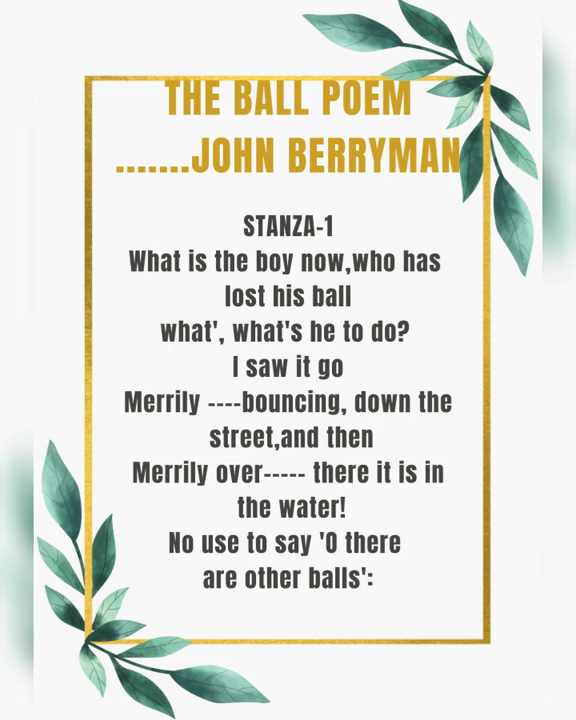 THE BALL POEM
.......JOHN BERRYMAN
STANZA-1
What is the boy now,who has
lost his ball
what', what's he to do?
I saw it go
Merrily ----bouncing, down the
street,and then
Merrily over----- there it is in
the water!
No use to say 'O there
are other balls':